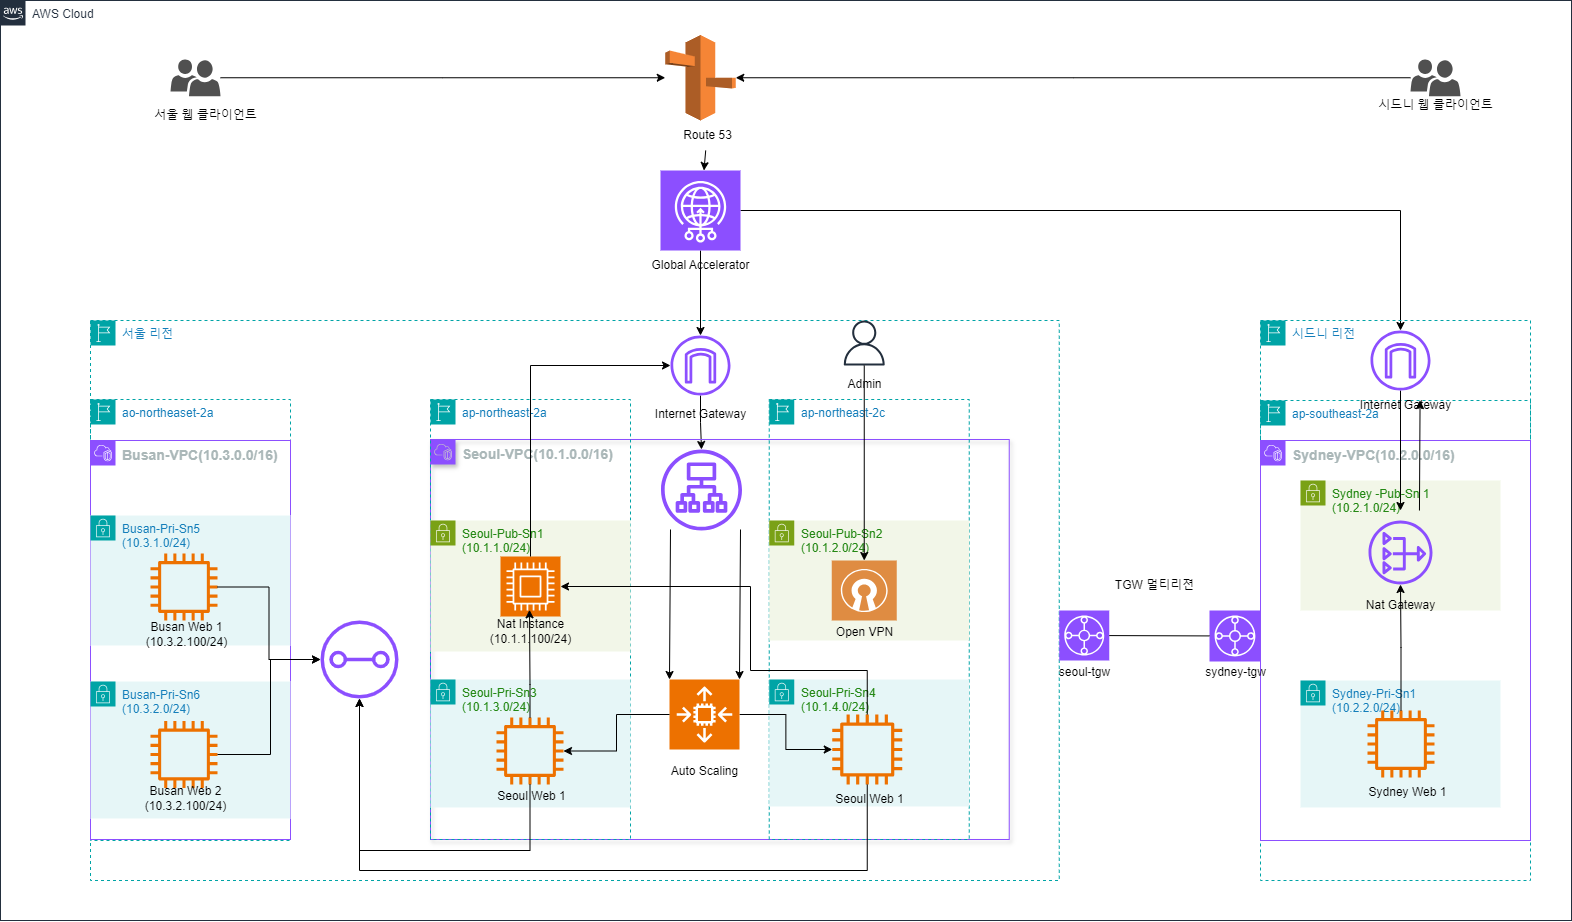 aws
AWS Cloud
서울 웹 클라이언트
시드니 웹 클라이언트
Route 53
Global Accelerator
서울 리전
Admin
시드니 리전
Internet Gateway
Internet Gateway
ao-northeaset-2a
ap-northeast-2a
ap-northeast-2c
ap-southeast-2a
Busan-VPC(10.3.0.0/16)
Seoul-VPC(10.1.0.0/16)
Sydney-VPC(10.2.0.0/16)
Busan-Pri-Sn5
(10.3.1.0/24)
Seoul-Pub-Sn1
(10.1.1.0/24)
Seoul-Pub-Sn2
(10.1.2.0/24)
Sydney -Pub-Sn 1
(10.2.1.0/24)
Busan Web 1
(10.3.2.100/24)
Nat Instance
(10.1.1.100/24)
Open VPN
TGW 멀티리젼
Nat Gateway
seoul-tgw
sydney-tgw
Busan-Pri-Sn6
(10.3.2.0/24)
Seoul-Pri-Sn3
(10.1.3.0/24)
Seoul-Pri-Sn4
(10.1.4.0/24)
Sydney-Pri-Sn1
(10.2.2.0/24)
Busan Web 2
(10.3.2.100/24)
Seoul Web 1
Auto Scaling
Seoul Web 1
Sydney Web 1